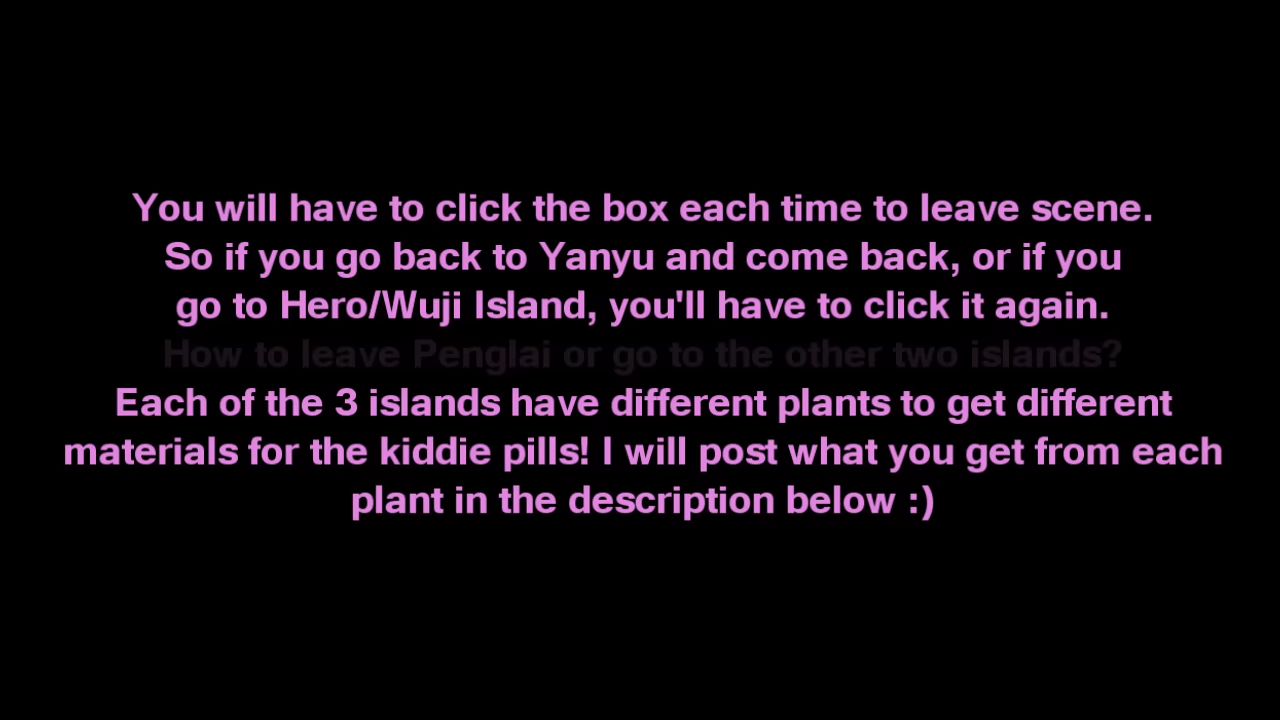 You will have to click the box each time to leave scene.
So if you go back to Yanyu and come back, or if you
go to Hero/Wuji Island, you'll have to click it again.
How to leave Penglai or go to the other two islands?
Each of the 3 islands have different plants to get different
materials for the kiddie pills! I will post what you get from each
plant in the description below :)